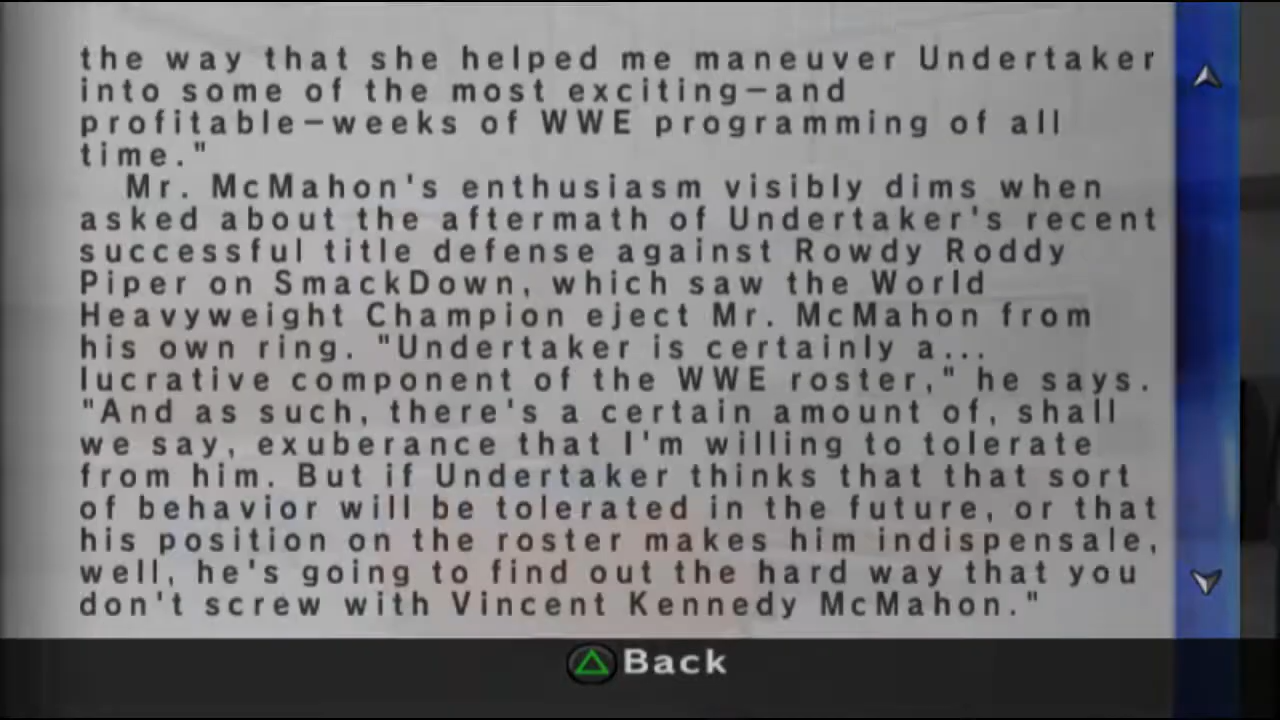 the way that she helped me maneuver Undertaker
into some of the most exciting—and
profitable—weeks of WWE programming of all
time."
Mr. McMahon's enthusiasm visibly dims when
asked about the aftermath of Undertaker's recent
successful title defense against Rowdy Roddy
Piper on SmackDown, which saw the World
Heavyweight Champion eject Mr. McMahon from
his own ring. "Undertaker is certainly a...
lucrative component of the WWE roster," he says.
"And as such, there's a certain amount of, shall
we say, exuberance that I'm willing to tolerate
from him. But if Undertaker thinks that that sort
of behavior will be tolerated in the future, or that
his position on the roster makes him indispensale,
well, he's going to find out the hard way that you
don't screw with Vincent Kennedy McMahon."
Back